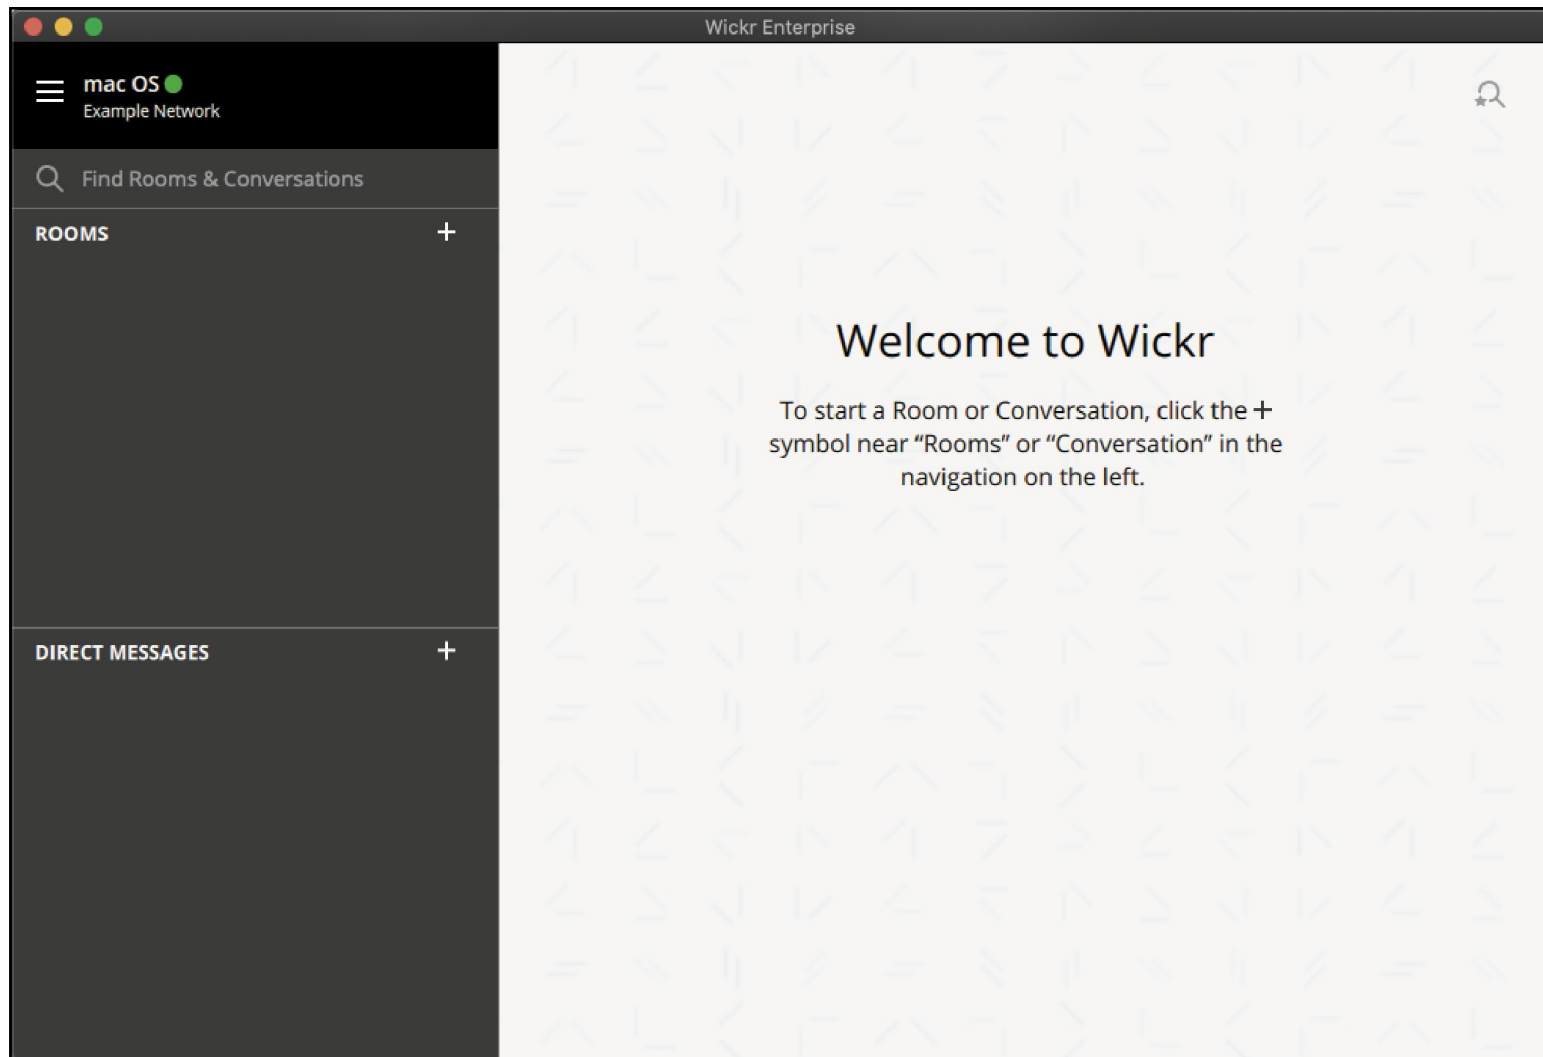 Wickr Enterprise
mac OS
Example Network
Find Rooms & Conversations
ROOMS +
DIRECT MESSAGES +
Welcome to Wickr
To start a Room or Conversation, click the +
symbol near “Rooms” or “Conversation” in the
navigation on the left.